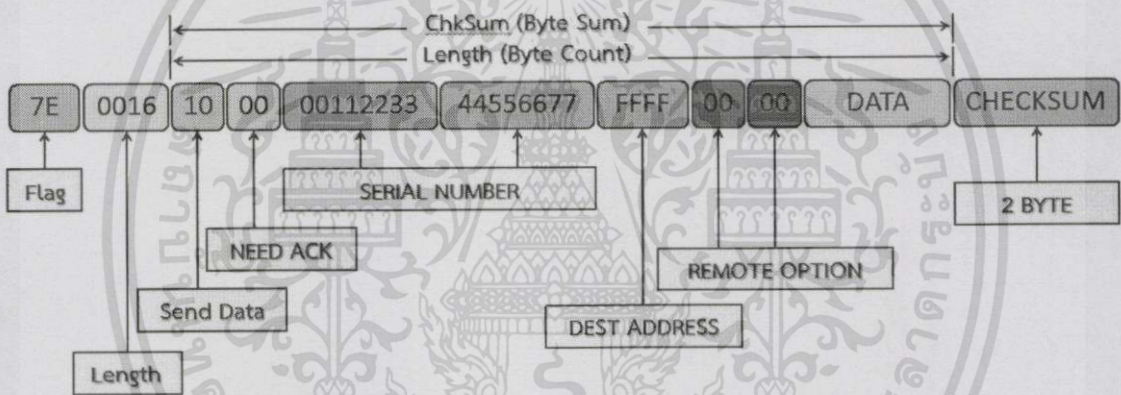 ChkSum (Byte Sum)
Length (Byte Count)
7E 0016 10 00 00112233 44556677 FFFF 00 00 DATA CHECKSUM
Flag
SERIAL NUMBER
2 BYTE
NEED ACK
REMOTE OPTION
Send Data
DEST ADDRESS
Length